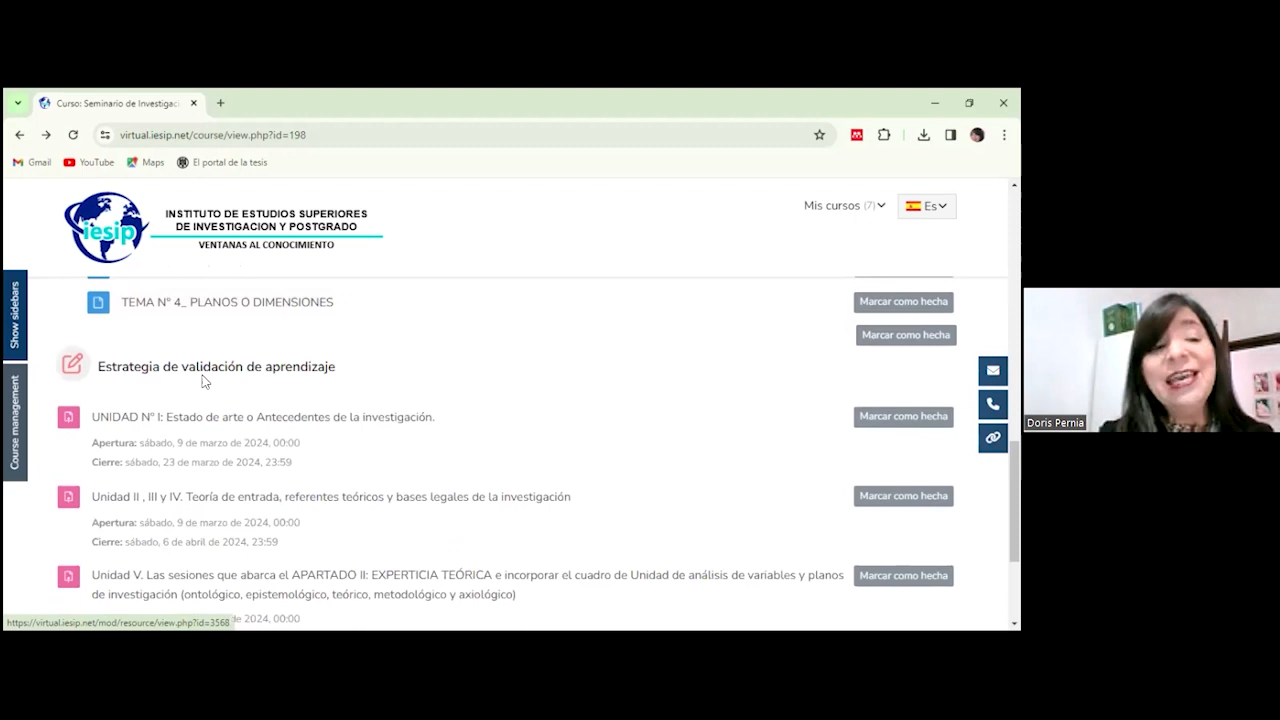 Curso: Seminario de Investigac
virtual.iesip.net/course/view.php?id=198
Gmail YouTube Maps El portal de la tesis
iesip
INSTITUTO DE ESTUDIOS SUPERIORES
DE INVESTIGACION Y POSTGRADO
VENTANAS AL CONOCIMIENTO
Mis cursos (7)
Es
Show sidebars
Course management
TEMA N° 4_ PLANOS O DIMENSIONES
Marcar como hecha
Marcar como hecha
Estrategia de validación de aprendizaje
UNIDAD N° I: Estado de arte o Antecedentes de la investigación.
Marcar como hecha
Apertura: sábado, 9 de marzo de 2024, 00:00
Cierre: sábado, 23 de marzo de 2024, 23:59
Unidad II , III y IV. Teoría de entrada, referentes teóricos y bases legales de la investigación
Marcar como hecha
Apertura: sábado, 9 de marzo de 2024, 00:00
Cierre: sábado, 6 de abril de 2024, 23:59
Unidad V. Las sesiones que abarca el APARTADO II: EXPERTICIA TEÓRICA e incorporar el cuadro de Unidad de análisis de variables y planos
de investigación (ontológico, epistemológico, teórico, metodológico y axiológico)
Marcar como hecha
de 2024, 00:00
https://virtual.iesip.net/mod/resource/view.php?id=3568
Doris Pernia